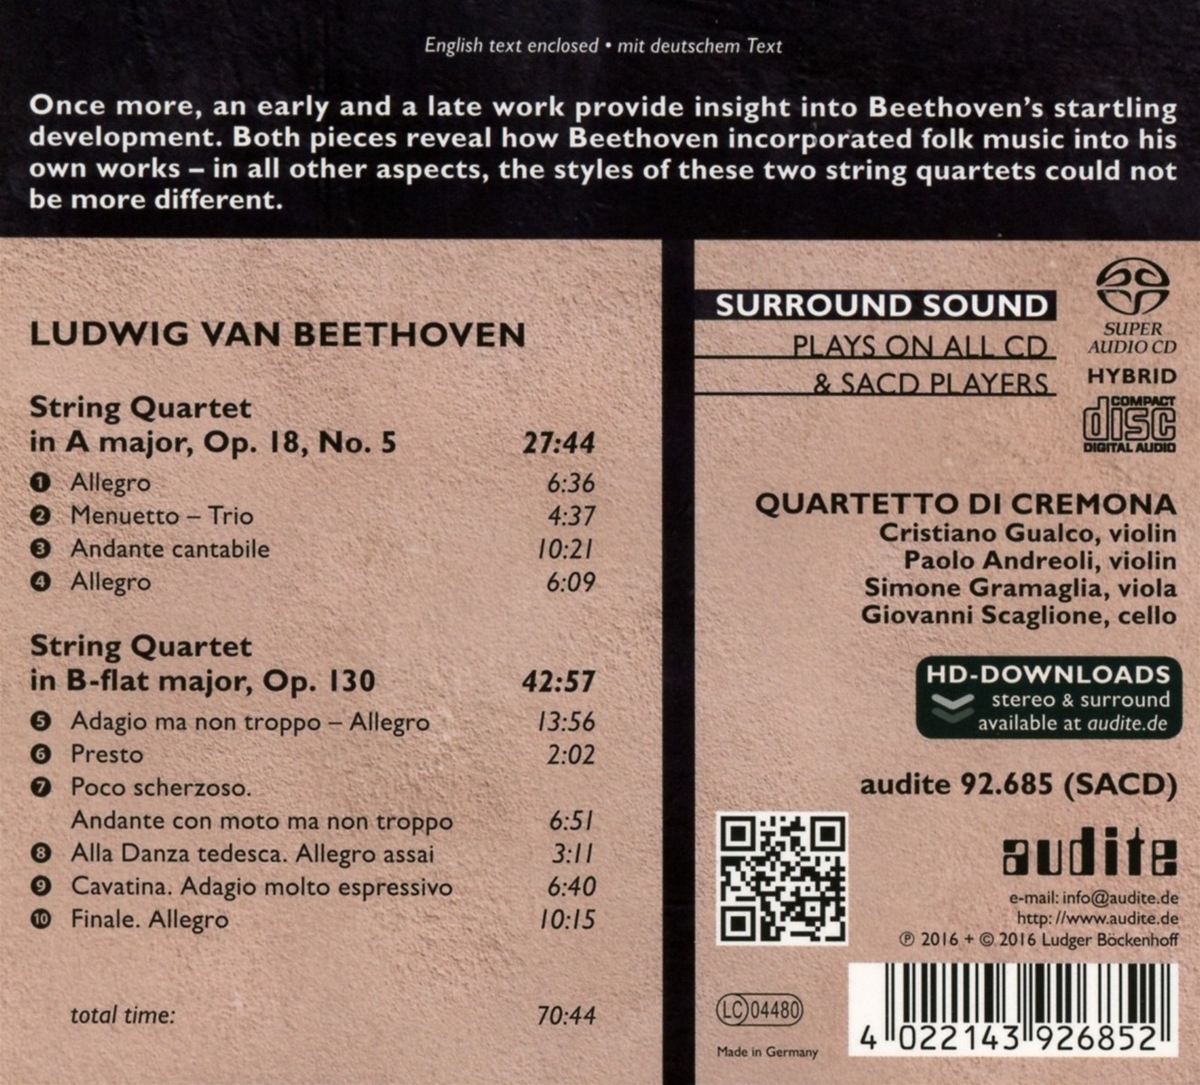 English text enclosed • mit deutschem Text
Once more, an early and a late work provide insight into Beethoven's startling
development. Both pieces reveal how Beethoven incorporated folk music into his
own works – in all other aspects, the styles of these two string quartets could not
be more different.
LUDWIG VAN BEETHOVEN
String Quartet
in A major, Op. 18, No. 5 27:44
1 Allegro 6:36
2 Menuetto – Trio 4:37
3 Andante cantabile 10:21
4 Allegro 6:09
String Quartet
in B-flat major, Op. 130 42:57
5 Adagio ma non troppo – Allegro 13:56
6 Presto 2:02
7 Poco scherzoso.
Andante con moto ma non troppo 6:51
8 Alla Danza tedesca. Allegro assai 3:11
9 Cavatina. Adagio molto espressivo 6:40
10 Finale. Allegro 10:15
total time: 70:44
SURROUND SOUND
PLAYS ON ALL CD
& SACD PLAYERS
SUPER
AUDIO CD
HYBRID
COMPACT
disc
DIGITAL AUDIO
QUARTETTO DI CREMONA
Cristiano Gualco, violin
Paolo Andreoli, violin
Simone Gramaglia, viola
Giovanni Scaglione, cello
HD-DOWNLOADS
stereo & surround
available at audite.de
audite 92.685 (SACD)
audite
e-mail: info@audite.de
http://www.audite.de
℗ 2016 + © 2016 Ludger Böckenhoff
LC 04480
Made in Germany
4 022143 926852